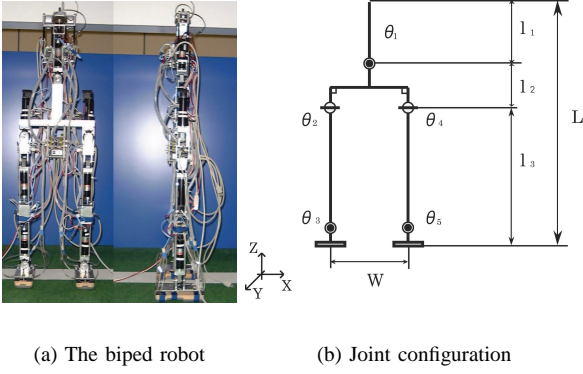 θ₁
l₁
l₂
L
θ₂
θ₄
l₃
θ₃
θ₅
Z
X
Y
W
(a) The biped robot
(b) Joint configuration